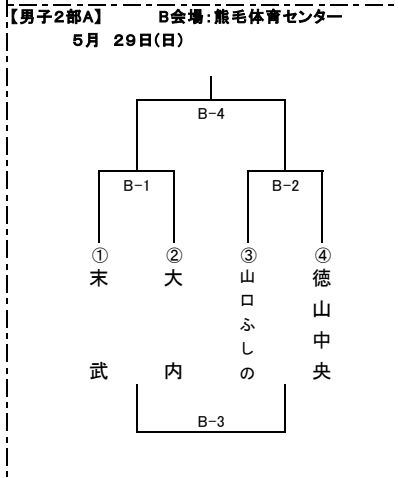 【男子2部A】 B会場:熊毛体育センター
5月 29日(日)
B-4
B-1 B-2
① ② ③ ④
末武
大内
山口ふしの
徳山中央
B-3